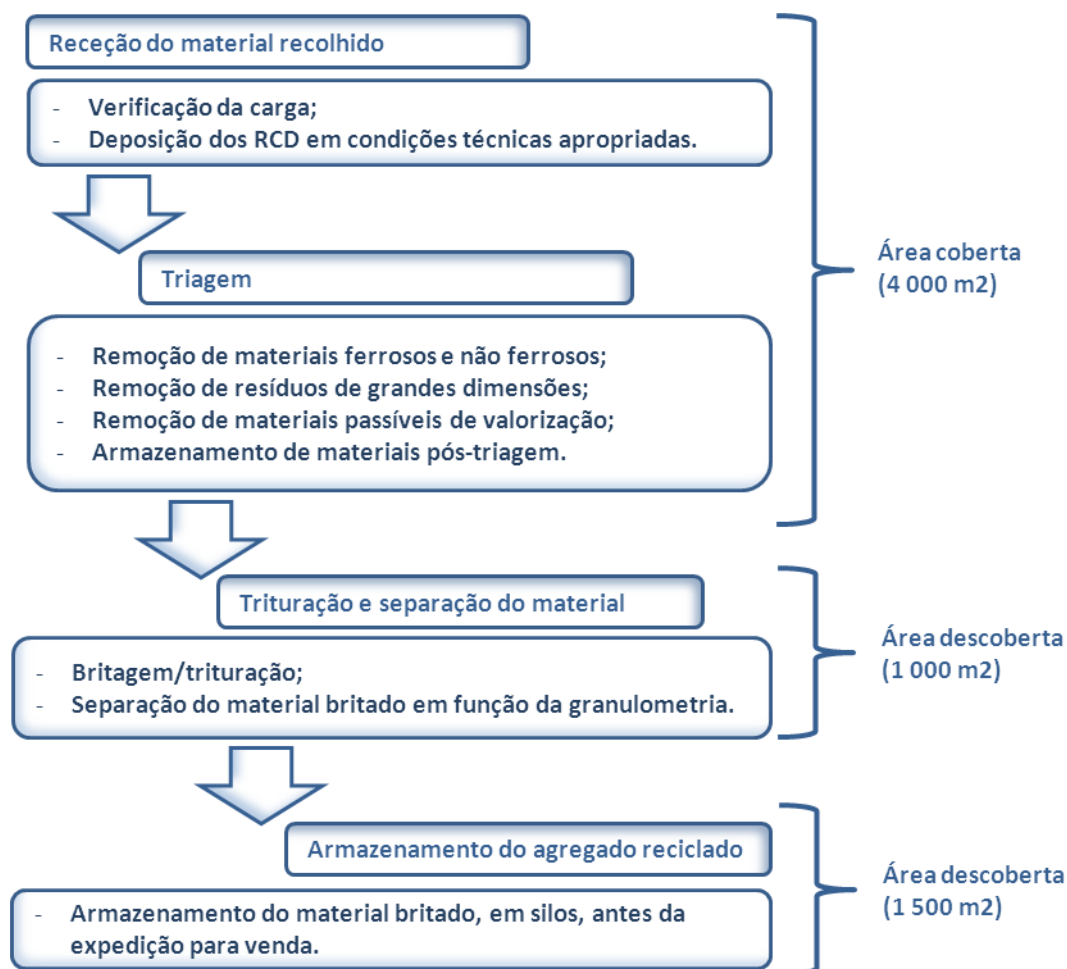 Receção do material recolhido
- Verificação da carga;
- Deposição dos RCD em condições técnicas apropriadas.
Triagem
- Remoção de materiais ferrosos e não ferrosos;
- Remoção de resíduos de grandes dimensões;
- Remoção de materiais passíveis de valorização;
- Armazenamento de materiais pós-triagem.
Área coberta
(4 000 m2)
Trituração e separação do material
- Britagem/trituração;
- Separação do material britado em função da granulometria.
Área descoberta
(1 000 m2)
Armazenamento do agregado reciclado
- Armazenamento do material britado, em silos, antes da
expedição para venda.
Área descoberta
(1 500 m2)